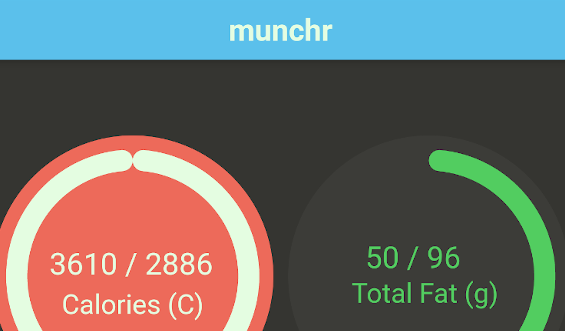 munchr
3610 / 2886
Calories (C)
50 / 96
Total Fat (g)